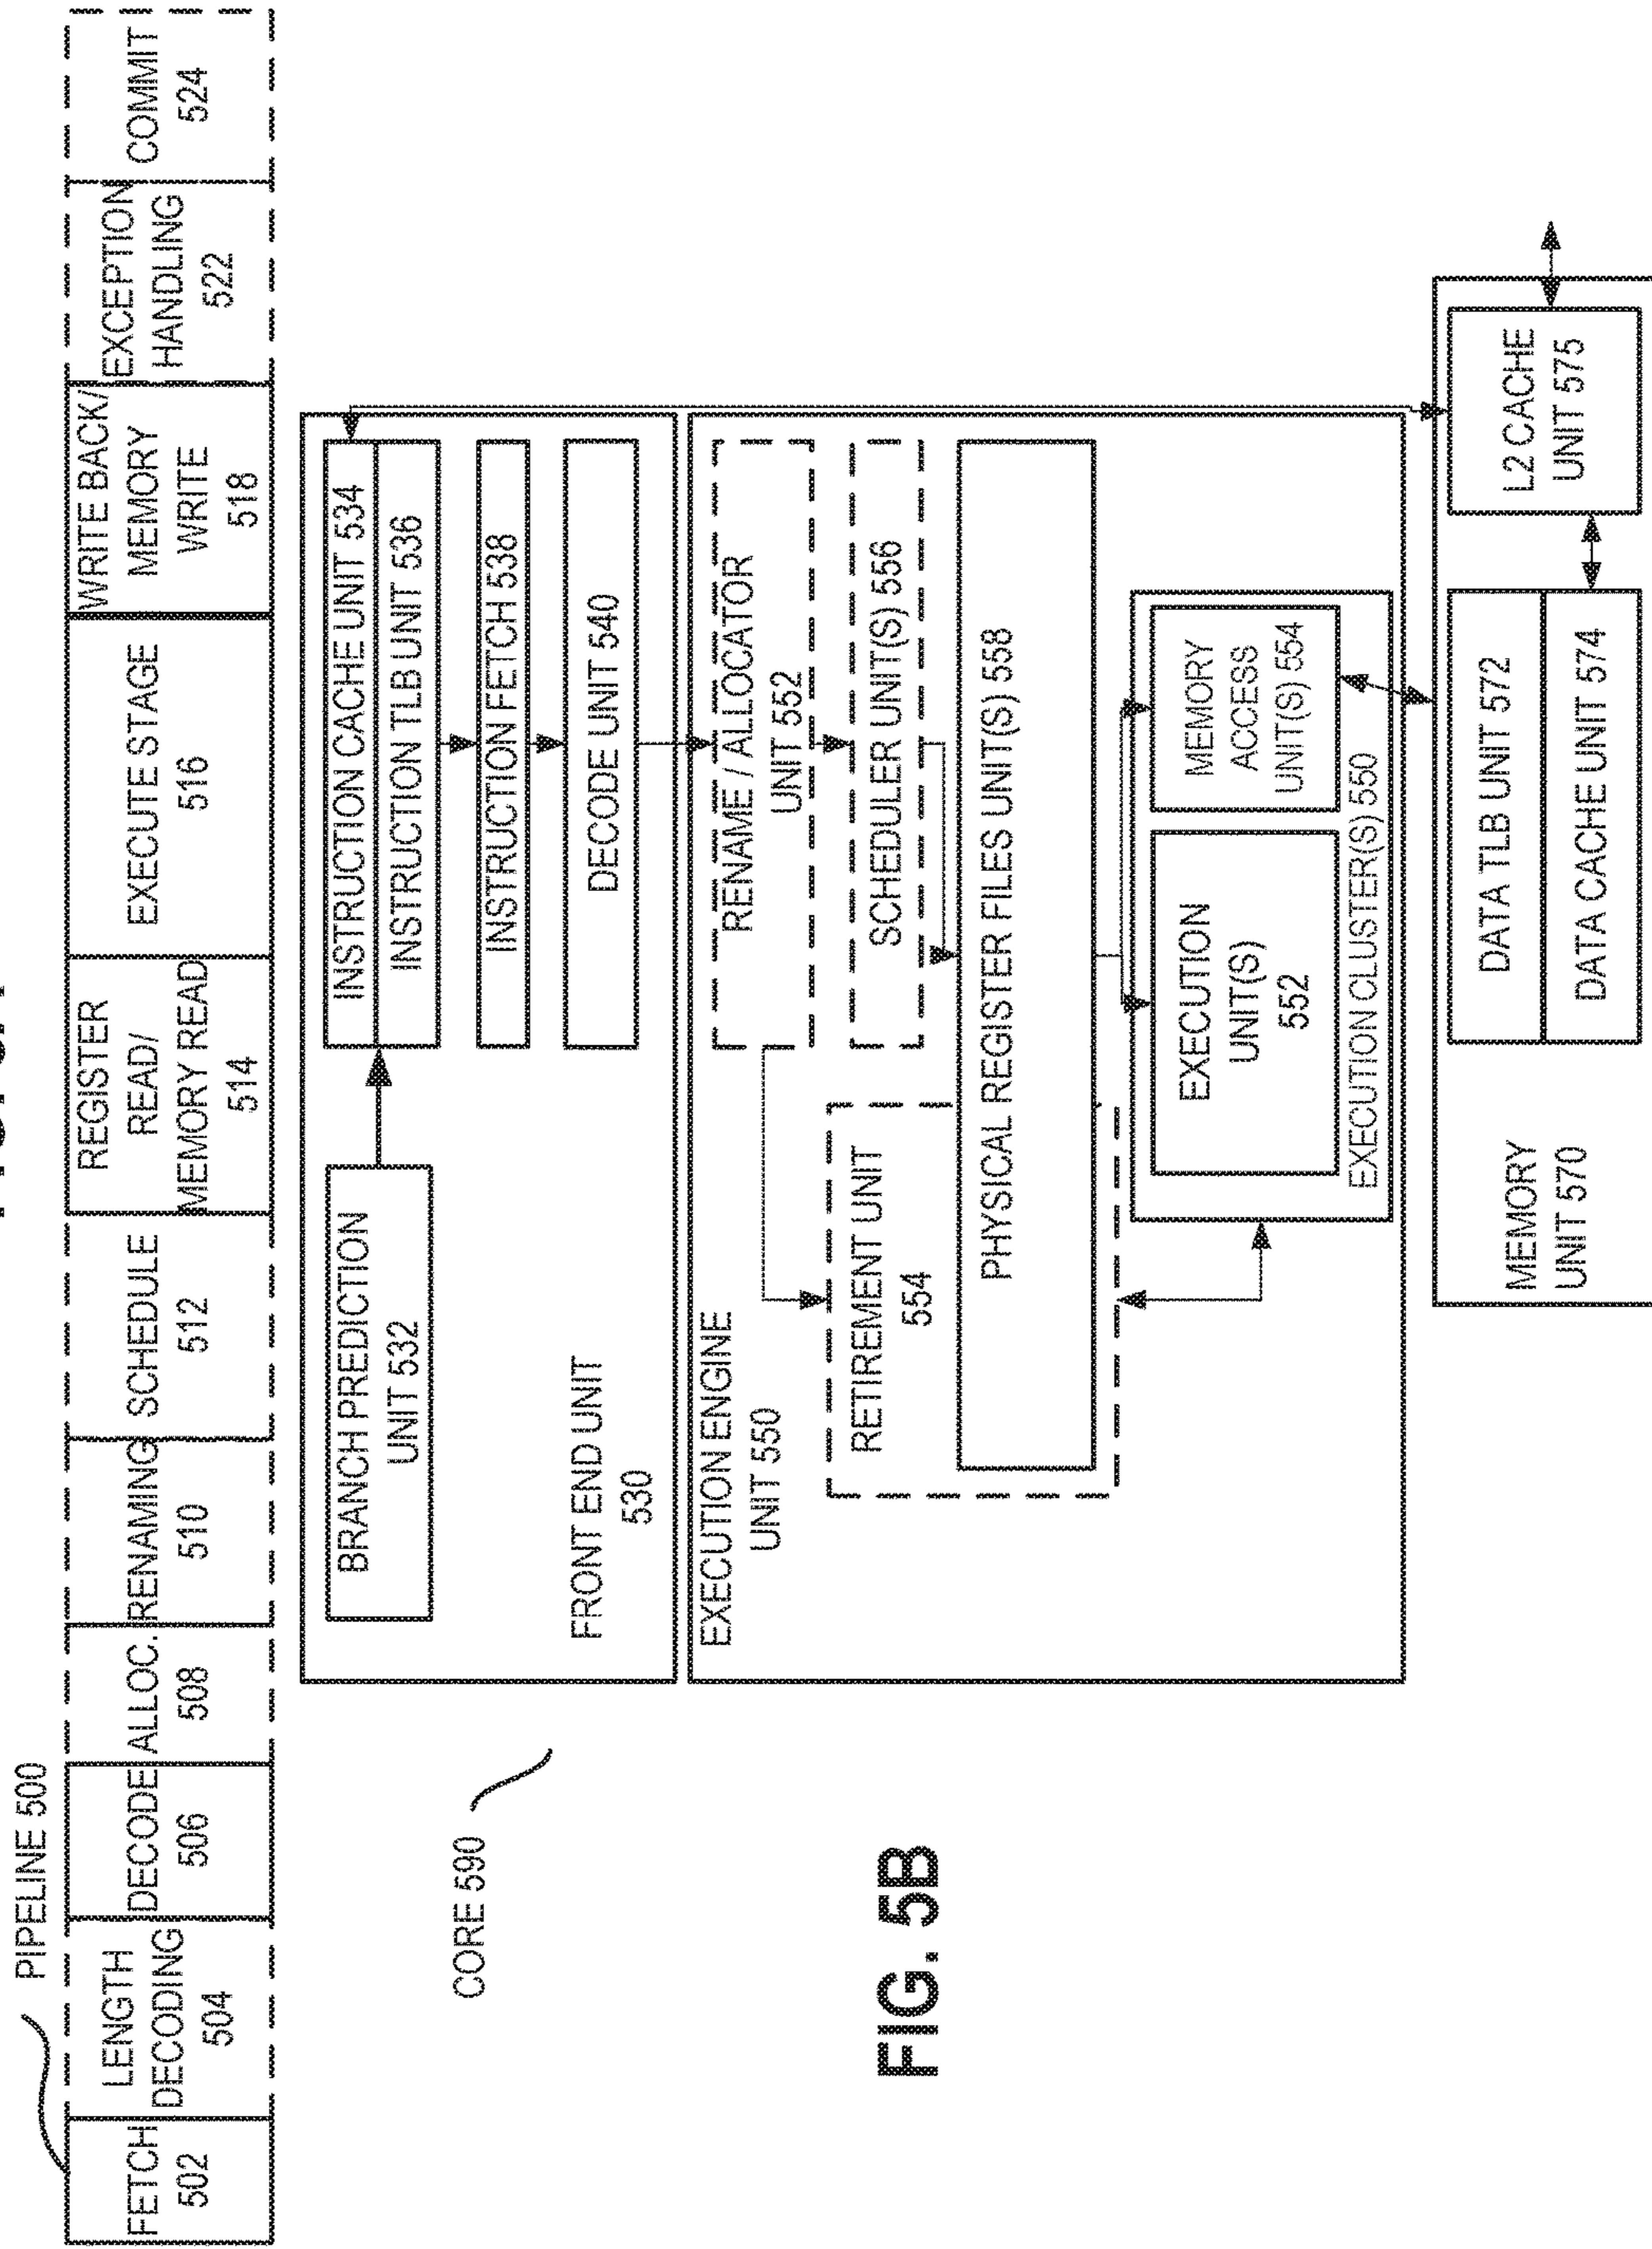 PIPELINE 500
FETCH
502
LENGTH
DECODING
504
DECODE
506
ALLOC.
508
RENAMING
510
SCHEDULE
512
REGISTER
READ/
MEMORY READ
514
EXECUTE STAGE
516
WRITE BACK/
MEMORY
WRITE
518
EXCEPTION
HANDLING
522
COMMIT
524
CORE 590
BRANCH PREDICTION
UNIT 532
INSTRUCTION CACHE UNIT 534
INSTRUCTION TLB UNIT 536
INSTRUCTION FETCH 538
DECODE UNIT 540
FRONT END UNIT
530
EXECUTION ENGINE
UNIT 550
RENAME / ALLOCATOR
UNIT 552
SCHEDULER UNIT(S) 556
RETIREMENT UNIT
554
PHYSICAL REGISTER FILES UNIT(S) 558
EXECUTION
UNIT(S)
552
MEMORY
ACCESS
UNIT(S) 554
EXECUTION CLUSTER(S) 550
MEMORY
UNIT 570
DATA TLB UNIT 572
DATA CACHE UNIT 574
L2 CACHE
UNIT 575
FIG. 5B